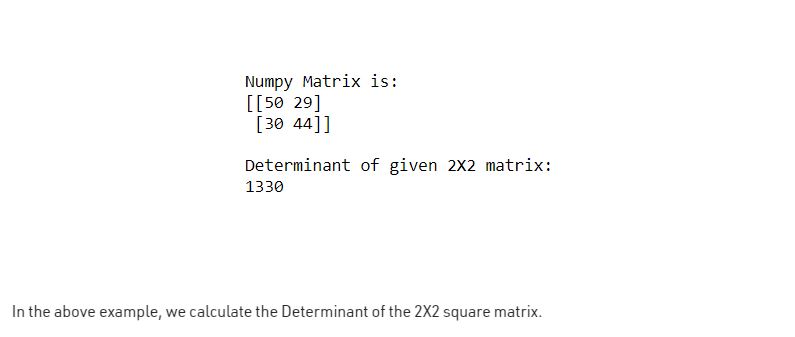 Numpy Matrix is:
[[50 29]
 [30 44]]
Determinant of given 2X2 matrix:
1330
In the above example, we calculate the Determinant of the 2X2 square matrix.